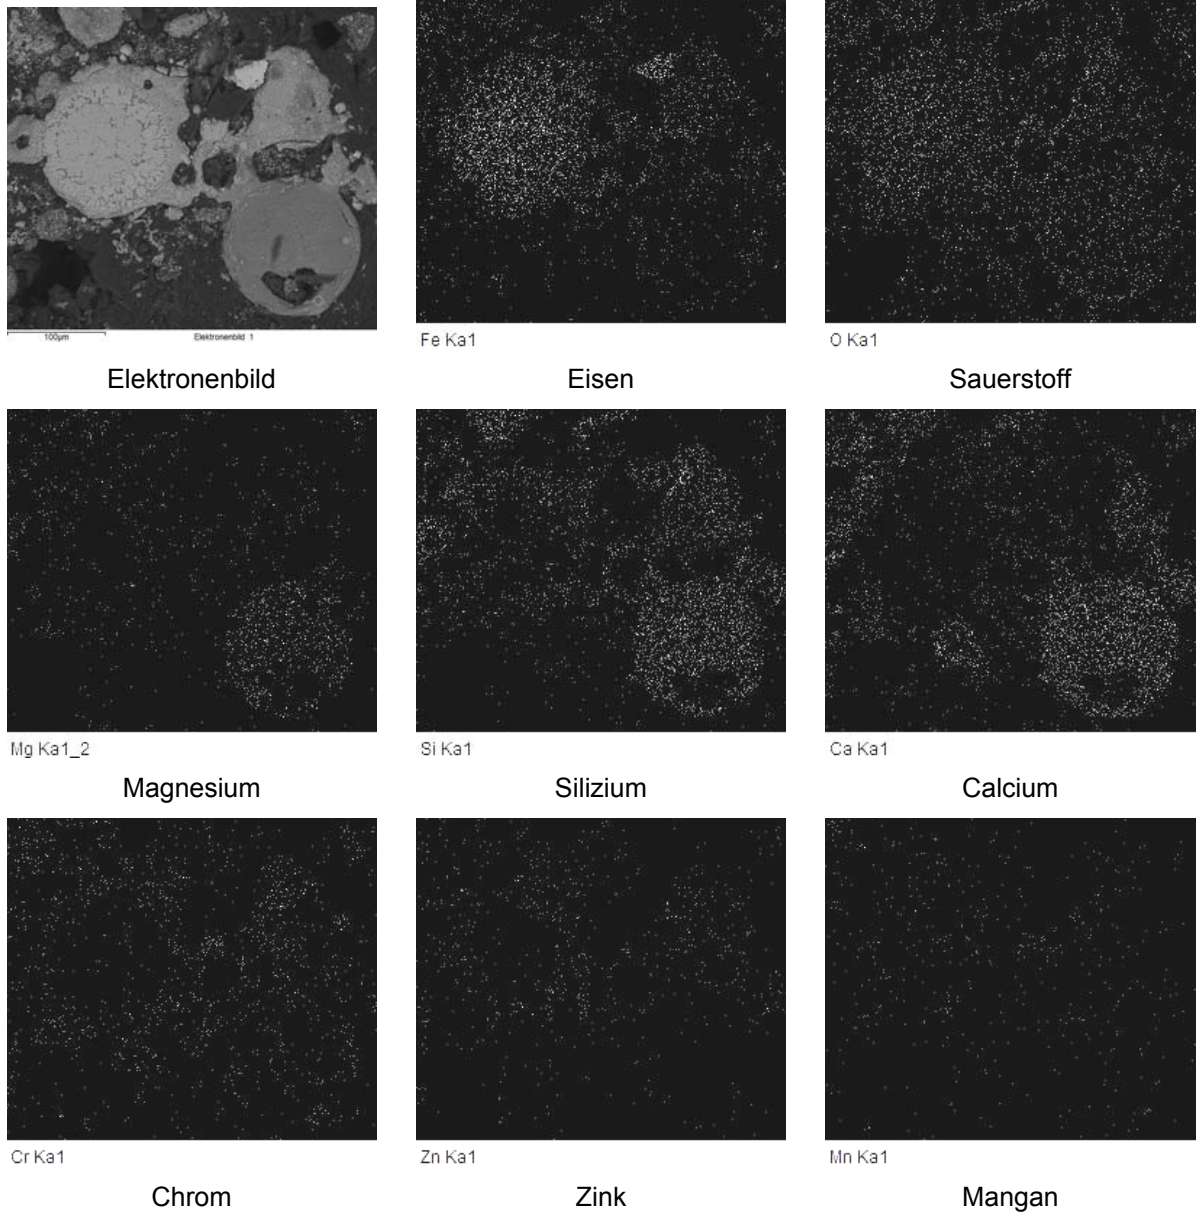 100µm Elektronenbild 1
Fe Ka1
O Ka1
Elektronenbild
Eisen
Sauerstoff
Mg Ka1_2
Si Ka1
Ca Ka1
Magnesium
Silizium
Calcium
Cr Ka1
Zn Ka1
Mn Ka1
Chrom
Zink
Mangan